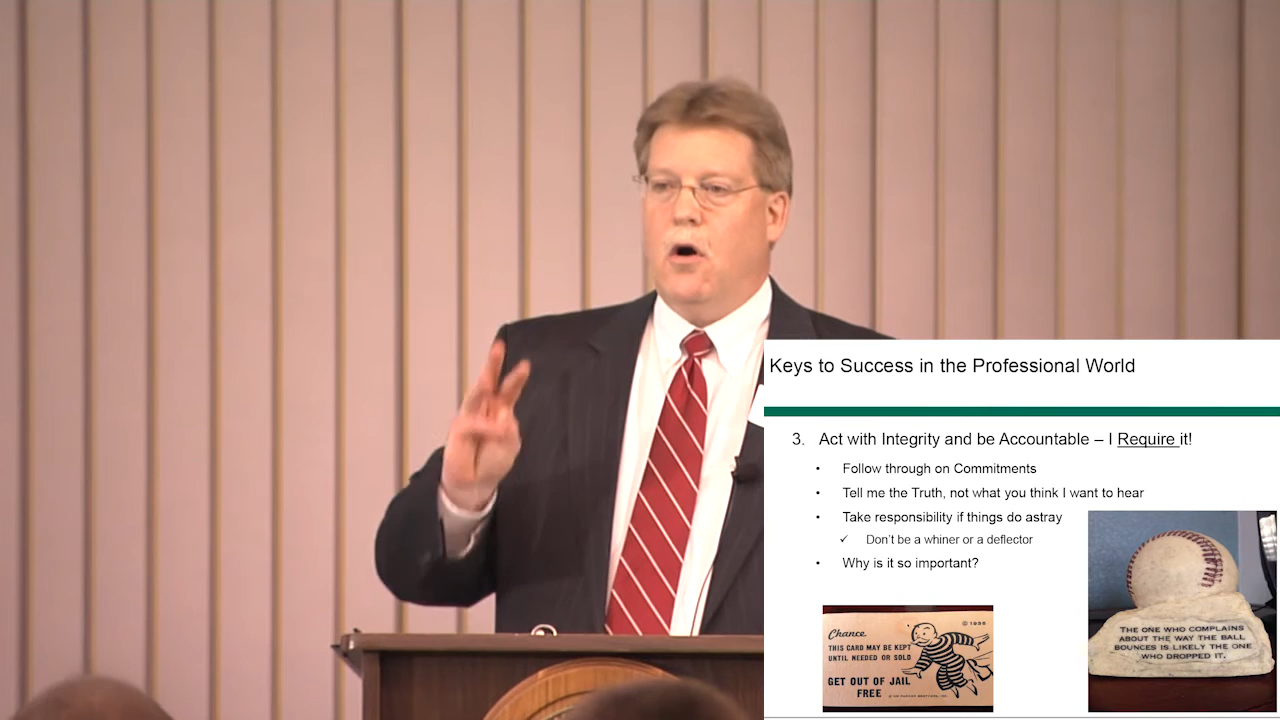 Keys to Success in the Professional World
3. Act with Integrity and be Accountable – I Require it!
• Follow through on Commitments
• Tell me the Truth, not what you think I want to hear
• Take responsibility if things do astray
✓ Don't be a whiner or a deflector
• Why is it so important?
Chance
© 1935
THIS CARD MAY BE KEPT
UNTIL NEEDED OR SOLD
GET OUT OF JAIL
FREE
THE ONE WHO COMPLAINS
ABOUT THE WAY THE BALL
BOUNCES IS LIKELY THE ONE
WHO DROPPED IT.